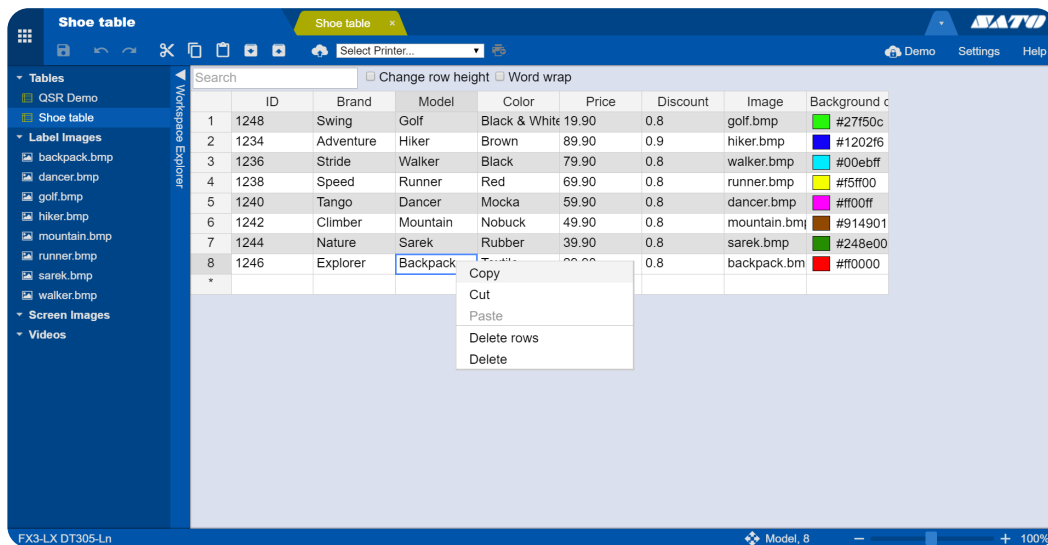 Shoe table
Shoe table ×
SATO
Select Printer...
Demo Settings Help
Tables
QSR Demo
Shoe table
Label Images
backpack.bmp
dancer.bmp
golf.bmp
hiker.bmp
mountain.bmp
runner.bmp
sarek.bmp
walker.bmp
Screen Images
Videos
Workspace Explorer
Search Change row height Word wrap
ID Brand Model Color Price Discount Image Background c
1 1248 Swing Golf Black & White 19.90 0.8 golf.bmp #27f50c
2 1234 Adventure Hiker Brown 89.90 0.9 hiker.bmp #1202f6
3 1236 Stride Walker Black 79.90 0.8 walker.bmp #00ebff
4 1238 Speed Runner Red 69.90 0.8 runner.bmp #f5ff00
5 1240 Tango Dancer Mocka 59.90 0.8 dancer.bmp #ff00ff
6 1242 Climber Mountain Nobuck 49.90 0.8 mountain.bmp #914901
7 1244 Nature Sarek Rubber 39.90 0.8 sarek.bmp #248e00
8 1246 Explorer Backpack 0.8 backpack.bm #ff0000
*
Copy
Cut
Paste
Delete rows
Delete
FX3-LX DT305-Ln
Model, 8 − + 100%